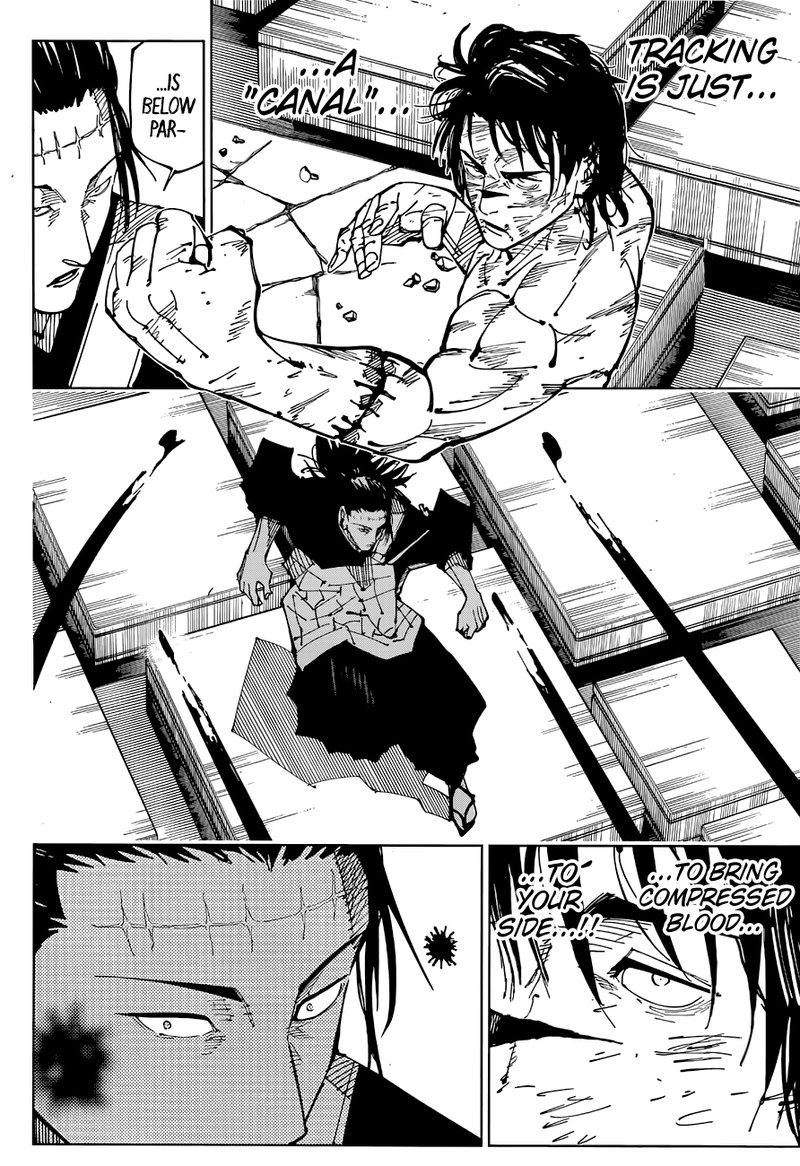 TRACKING
IS JUST...
...A
"CANAL"...
...IS
BELOW
PAR~
...TO BRING
COMPRESSED
BLOOD...
...TO
YOUR
SIDE...!!